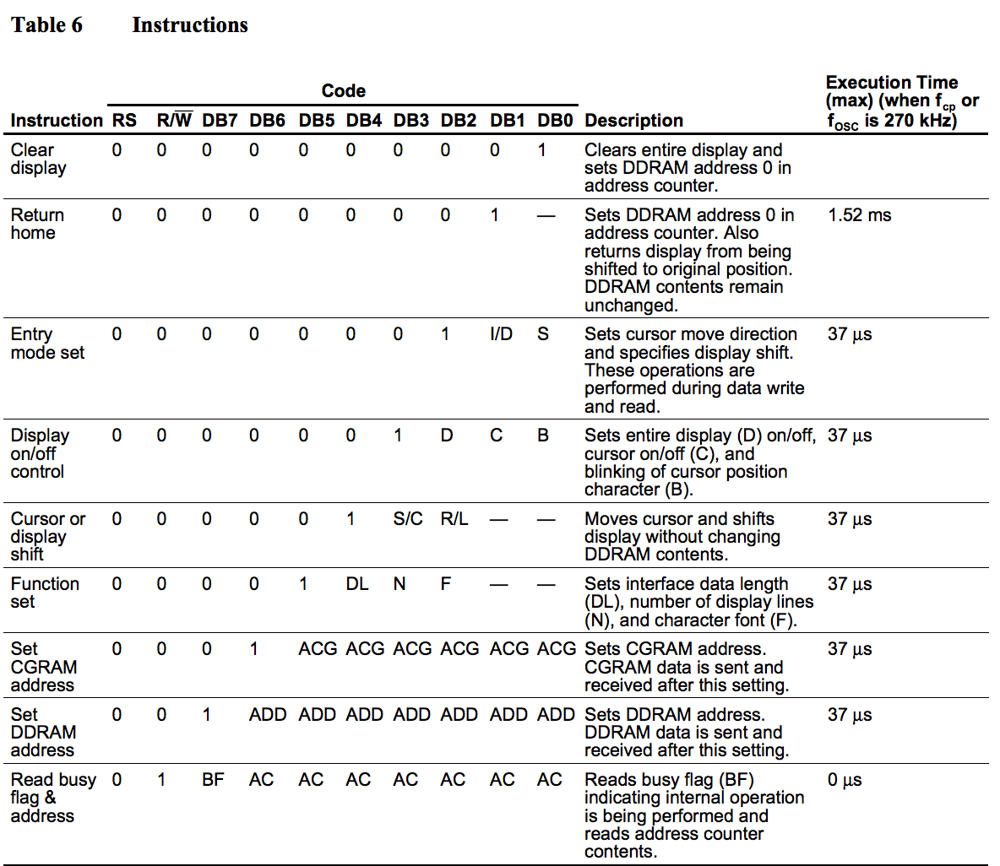 Table 6 Instructions
Code
Execution Time
(max) (when fcp or
fOSC is 270 kHz)
Instruction RS R/W̅ DB7 DB6 DB5 DB4 DB3 DB2 DB1 DB0 Description
Clear 0 0 0 0 0 0 0 0 0 1 Clears entire display and
display sets DDRAM address 0 in
address counter.
Return 0 0 0 0 0 0 0 0 1 — Sets DDRAM address 0 in 1.52 ms
home address counter. Also
returns display from being
shifted to original position.
DDRAM contents remain
unchanged.
Entry 0 0 0 0 0 0 0 1 I/D S Sets cursor move direction 37 µs
mode set and specifies display shift.
These operations are
performed during data write
and read.
Display 0 0 0 0 0 0 1 D C B Sets entire display (D) on/off, 37 µs
on/off cursor on/off (C), and
control blinking of cursor position
character (B).
Cursor or 0 0 0 0 0 1 S/C R/L — — Moves cursor and shifts 37 µs
display display without changing
shift DDRAM contents.
Function 0 0 0 0 1 DL N F — — Sets interface data length 37 µs
set (DL), number of display lines
(N), and character font (F).
Set 0 0 0 1 ACG ACG ACG ACG ACG ACG Sets CGRAM address. 37 µs
CGRAM CGRAM data is sent and
address received after this setting.
Set 0 0 1 ADD ADD ADD ADD ADD ADD ADD Sets DDRAM address. 37 µs
DDRAM DDRAM data is sent and
address received after this setting.
Read busy 0 1 BF AC AC AC AC AC AC AC Reads busy flag (BF) 0 µs
flag & indicating internal operation
address is being performed and
reads address counter
contents.